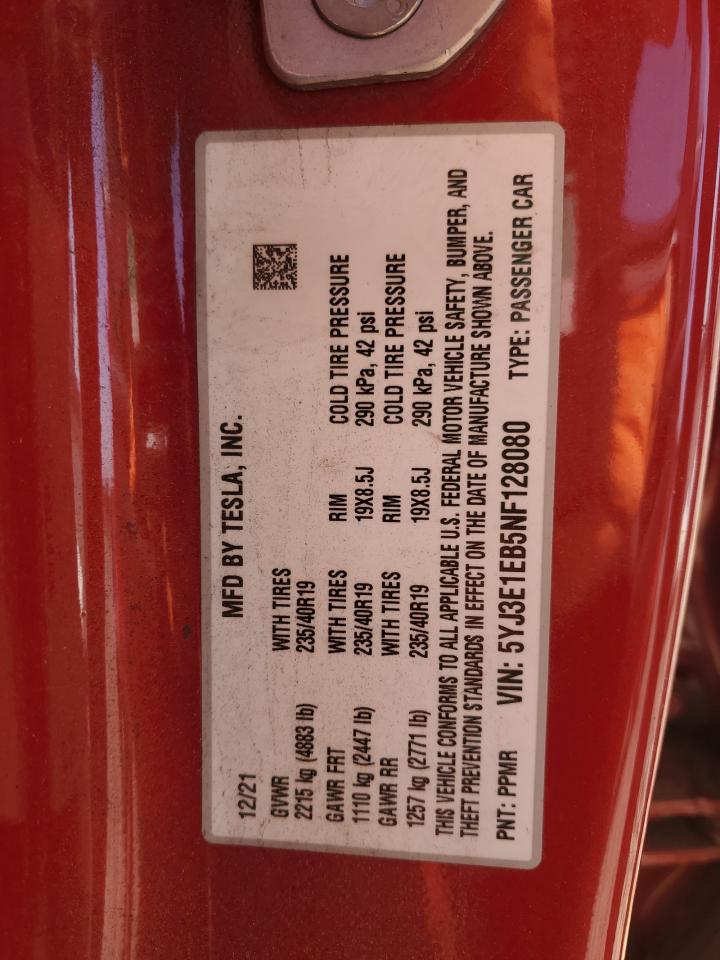 12/21 MFD BY TESLA, INC.
GVWR WITH TIRES
2215 kg (4883 lb) 235/40R19
GAWR FRT WITH TIRES RIM COLD TIRE PRESSURE
1110 kg (2447 lb) 235/40R19 19X8.5J 290 kPa, 42 psi
GAWR RR WITH TIRES RIM COLD TIRE PRESSURE
1257 kg (2771 lb) 235/40R19 19X8.5J 290 kPa, 42 psi
THIS VEHICLE CONFORMS TO ALL APPLICABLE U.S. FEDERAL MOTOR VEHICLE SAFETY, BUMPER, AND
THEFT PREVENTION STANDARDS IN EFFECT ON THE DATE OF MANUFACTURE SHOWN ABOVE.
PNT: PPMR VIN: 5YJ3E1EB5NF128080 TYPE: PASSENGER CAR